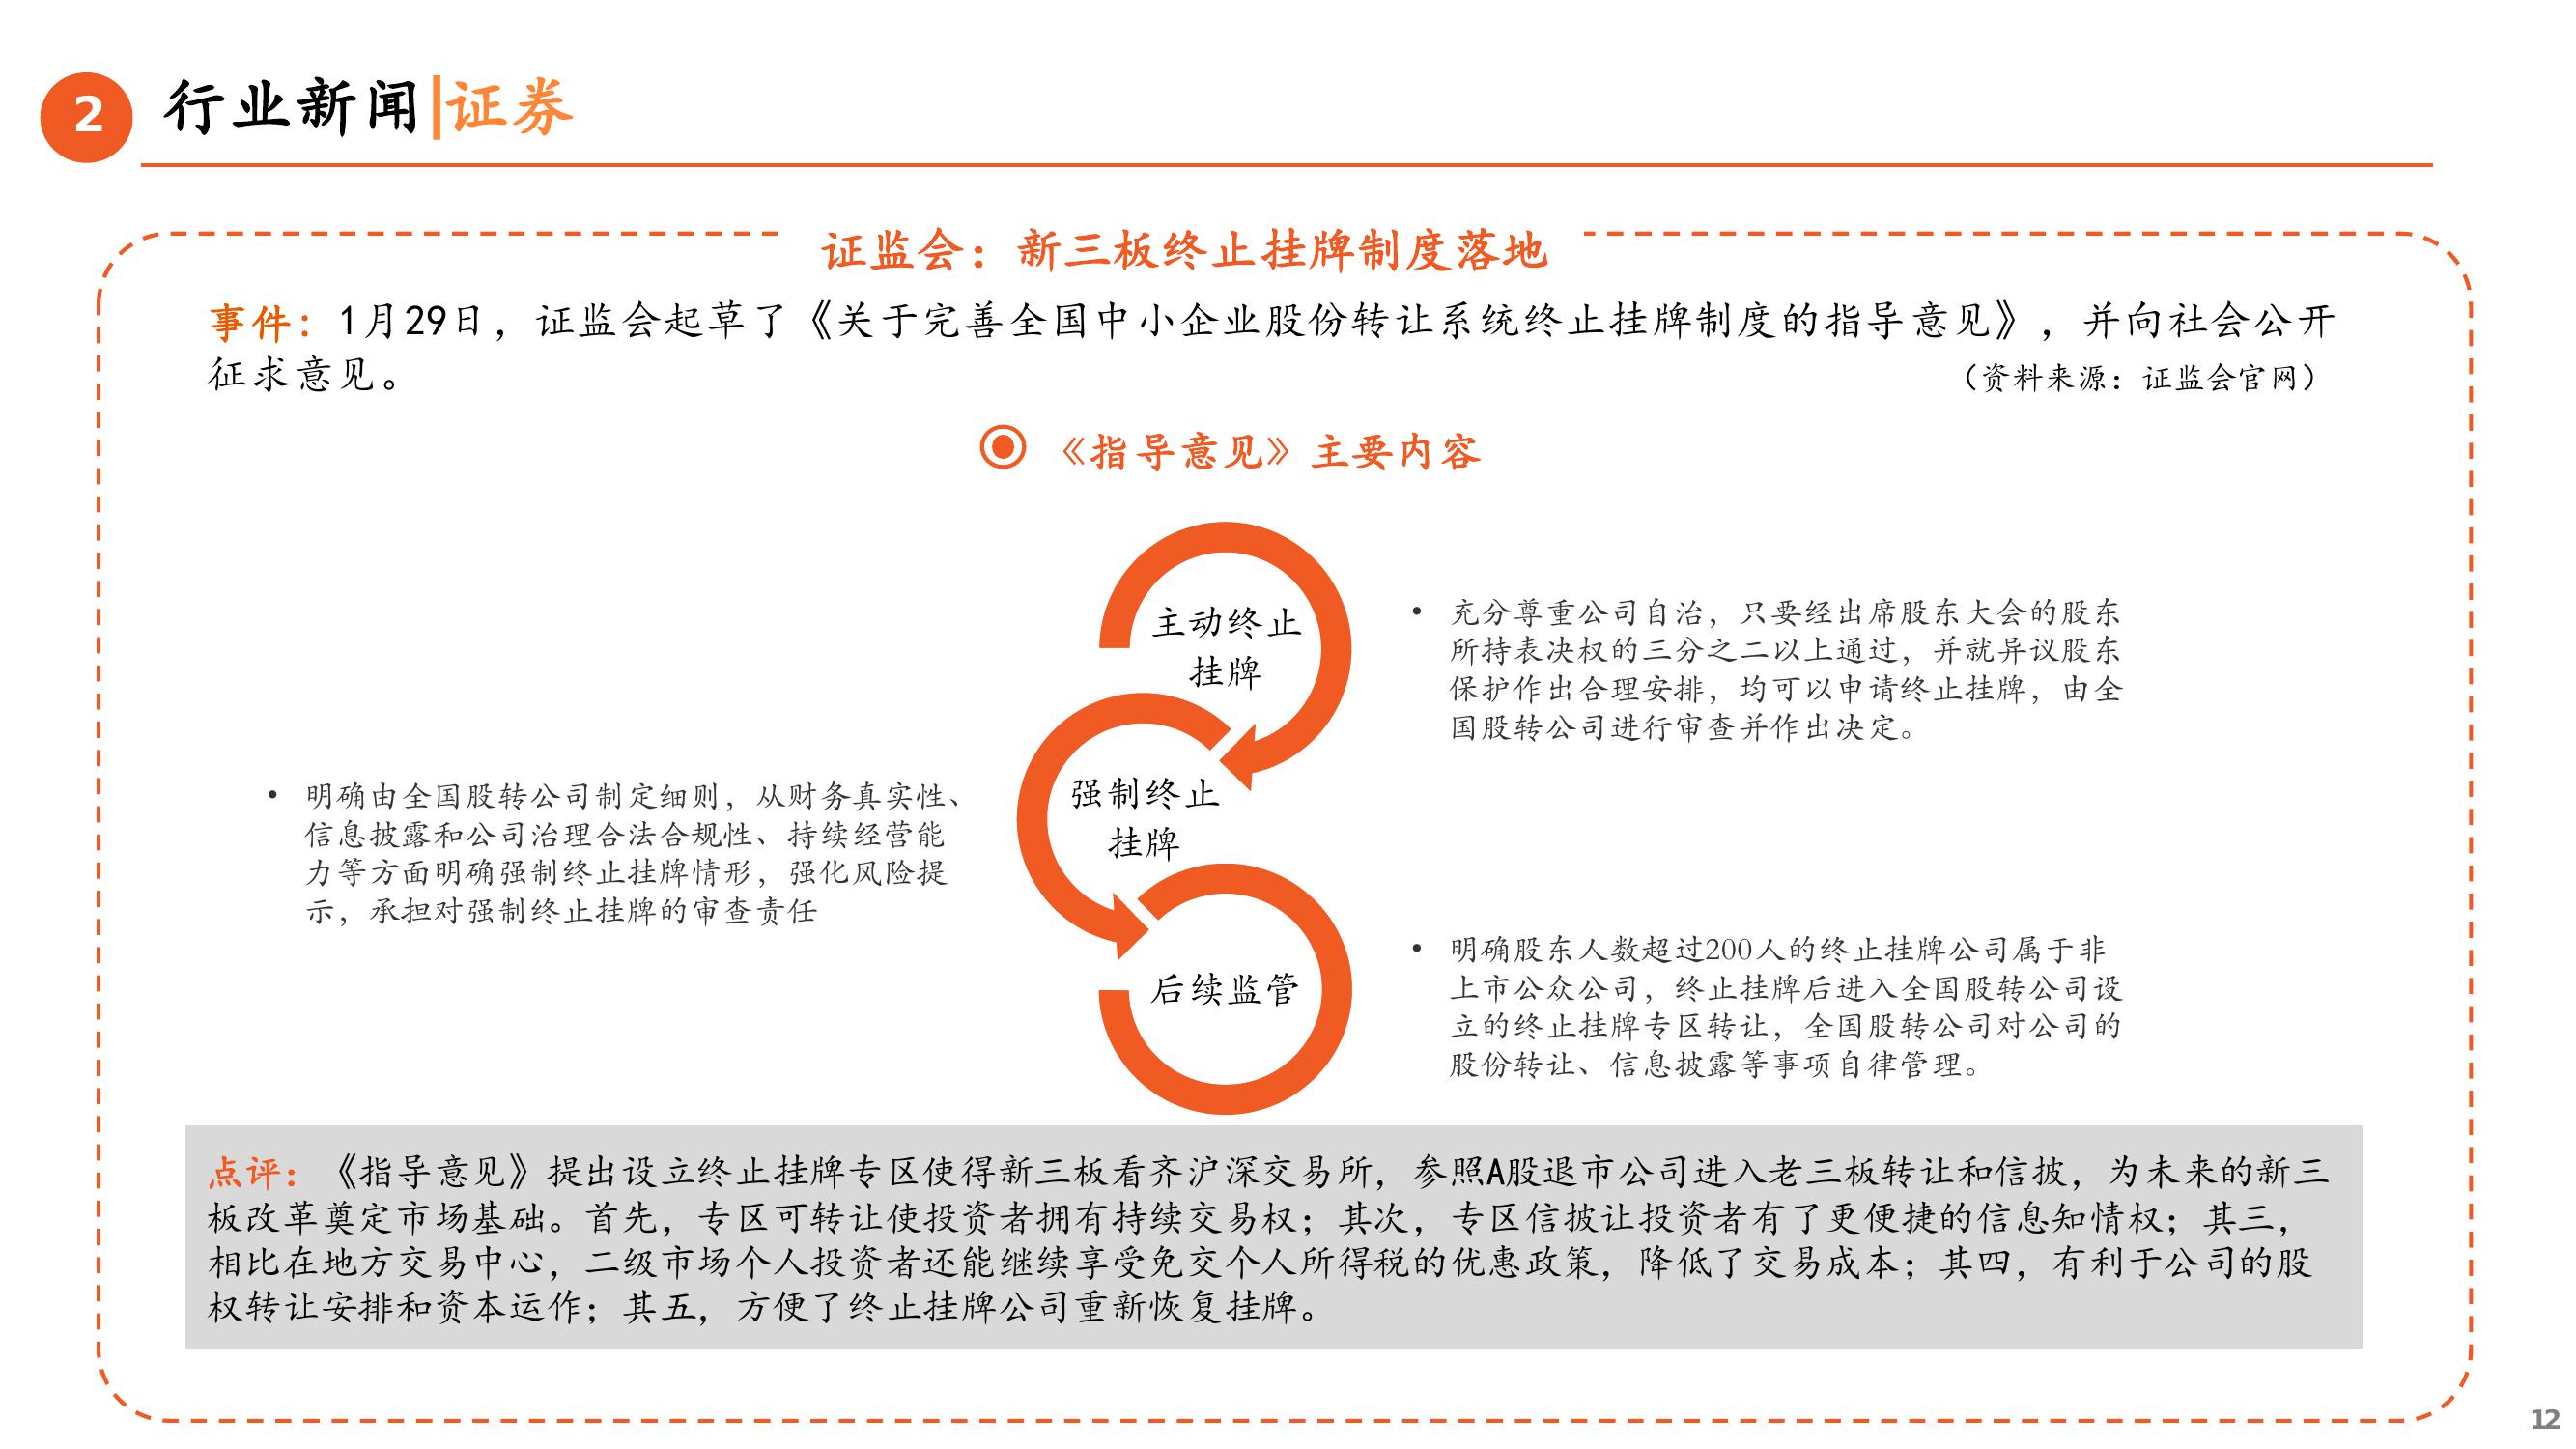 2
行业新闻|证券
证监会：新三板终止挂牌制度落地
事件：1月29日，证监会起草了《关于完善全国中小企业股份转让系统终止挂牌制度的指导意见》，并向社会公开
征求意见。
（资料来源：证监会官网）
《指导意见》主要内容
主动终止
挂牌
充分尊重公司自治，只要经出席股东大会的股东
所持表决权的三分之二以上通过，并就异议股东
保护作出合理安排，均可以申请终止挂牌，由全
国股转公司进行审查并作出决定。
强制终止
挂牌
明确由全国股转公司制定细则，从财务真实性、
信息披露和公司治理合法合规性、持续经营能
力等方面明确强制终止挂牌情形，强化风险提
示，承担对强制终止挂牌的审查责任
后续监管
明确股东人数超过200人的终止挂牌公司属于非
上市公众公司，终止挂牌后进入全国股转公司设
立的终止挂牌专区转让，全国股转公司对公司的
股份转让、信息披露等事项自律管理。
点评：《指导意见》提出设立终止挂牌专区使得新三板看齐沪深交易所，参照A股退市公司进入老三板转让和信披，为未来的新三
板改革奠定市场基础。首先，专区可转让使投资者拥有持续交易权；其次，专区信披让投资者有了更便捷的信息知情权；其三，
相比在地方交易中心，二级市场个人投资者还能继续享受免交个人所得税的优惠政策，降低了交易成本；其四，有利于公司的股
权转让安排和资本运作；其五，方便了终止挂牌公司重新恢复挂牌。
12